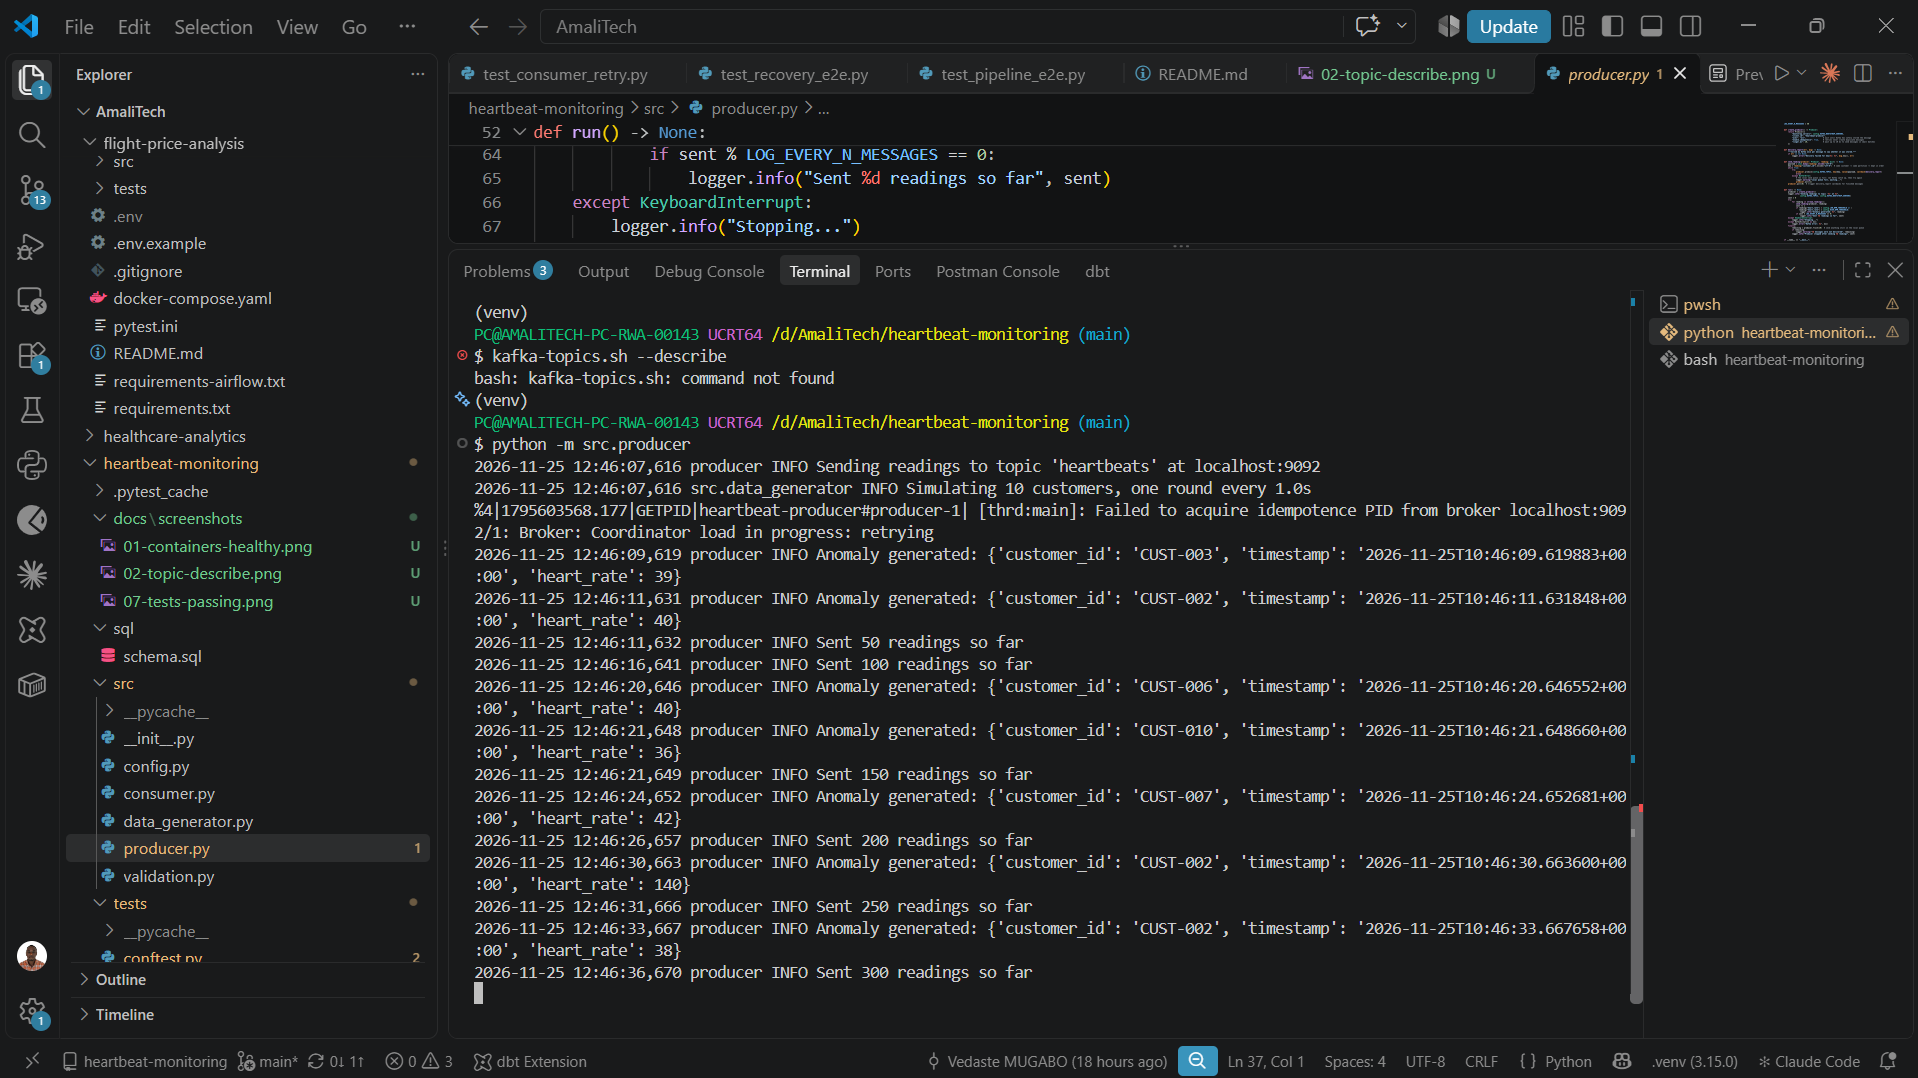 File Edit Selection View Go ···
AmaliTech
Update
Explorer
AmaliTech
flight-price-analysis
src
tests
.env
.env.example
.gitignore
docker-compose.yaml
pytest.ini
README.md
requirements-airflow.txt
requirements.txt
healthcare-analytics
heartbeat-monitoring
.pytest_cache
docs\screenshots
01-containers-healthy.png U
02-topic-describe.png U
07-tests-passing.png U
sql
schema.sql
src
__pycache__
__init__.py
config.py
consumer.py
data_generator.py
producer.py 1
validation.py
tests
__pycache__
conftest.py 2
Outline
Timeline
1
13
1
1
test_consumer_retry.py test_recovery_e2e.py test_pipeline_e2e.py README.md 02-topic-describe.png U producer.py 1
heartbeat-monitoring > src > producer.py > ...
52 def run() -> None:
64 if sent % LOG_EVERY_N_MESSAGES == 0:
65 logger.info("Sent %d readings so far", sent)
66 except KeyboardInterrupt:
67 logger.info("Stopping...")
Problems 3 Output Debug Console Terminal Ports Postman Console dbt
(venv)
PC@AMALITECH-PC-RWA-00143 UCRT64 /d/AmaliTech/heartbeat-monitoring (main)
$ kafka-topics.sh --describe
bash: kafka-topics.sh: command not found
(venv)
PC@AMALITECH-PC-RWA-00143 UCRT64 /d/AmaliTech/heartbeat-monitoring (main)
$ python -m src.producer
2026-11-25 12:46:07,616 producer INFO Sending readings to topic 'heartbeats' at localhost:9092
2026-11-25 12:46:07,616 src.data_generator INFO Simulating 10 customers, one round every 1.0s
%4|1795603568.177|GETPID|heartbeat-producer#producer-1| [thrd:main]: Failed to acquire idempotence PID from broker localhost:909
2/1: Broker: Coordinator load in progress: retrying
2026-11-25 12:46:09,619 producer INFO Anomaly generated: {'customer_id': 'CUST-003', 'timestamp': '2026-11-25T10:46:09.619883+00
:00', 'heart_rate': 39}
2026-11-25 12:46:11,631 producer INFO Anomaly generated: {'customer_id': 'CUST-002', 'timestamp': '2026-11-25T10:46:11.631848+00
:00', 'heart_rate': 40}
2026-11-25 12:46:11,632 producer INFO Sent 50 readings so far
2026-11-25 12:46:16,641 producer INFO Sent 100 readings so far
2026-11-25 12:46:20,646 producer INFO Anomaly generated: {'customer_id': 'CUST-006', 'timestamp': '2026-11-25T10:46:20.646552+00
:00', 'heart_rate': 40}
2026-11-25 12:46:21,648 producer INFO Anomaly generated: {'customer_id': 'CUST-010', 'timestamp': '2026-11-25T10:46:21.648660+00
:00', 'heart_rate': 36}
2026-11-25 12:46:21,649 producer INFO Sent 150 readings so far
2026-11-25 12:46:24,652 producer INFO Anomaly generated: {'customer_id': 'CUST-007', 'timestamp': '2026-11-25T10:46:24.652681+00
:00', 'heart_rate': 42}
2026-11-25 12:46:26,657 producer INFO Sent 200 readings so far
2026-11-25 12:46:30,663 producer INFO Anomaly generated: {'customer_id': 'CUST-002', 'timestamp': '2026-11-25T10:46:30.663600+00
:00', 'heart_rate': 140}
2026-11-25 12:46:31,666 producer INFO Sent 250 readings so far
2026-11-25 12:46:33,667 producer INFO Anomaly generated: {'customer_id': 'CUST-002', 'timestamp': '2026-11-25T10:46:33.667658+00
:00', 'heart_rate': 38}
2026-11-25 12:46:36,670 producer INFO Sent 300 readings so far
pwsh
python heartbeat-monitori...
bash heartbeat-monitoring
heartbeat-monitoring main* 0↓ 1↑ 0 3 dbt Extension Vedaste MUGABO (18 hours ago) Ln 37, Col 1 Spaces: 4 UTF-8 CRLF { } Python .venv (3.15.0) Claude Code